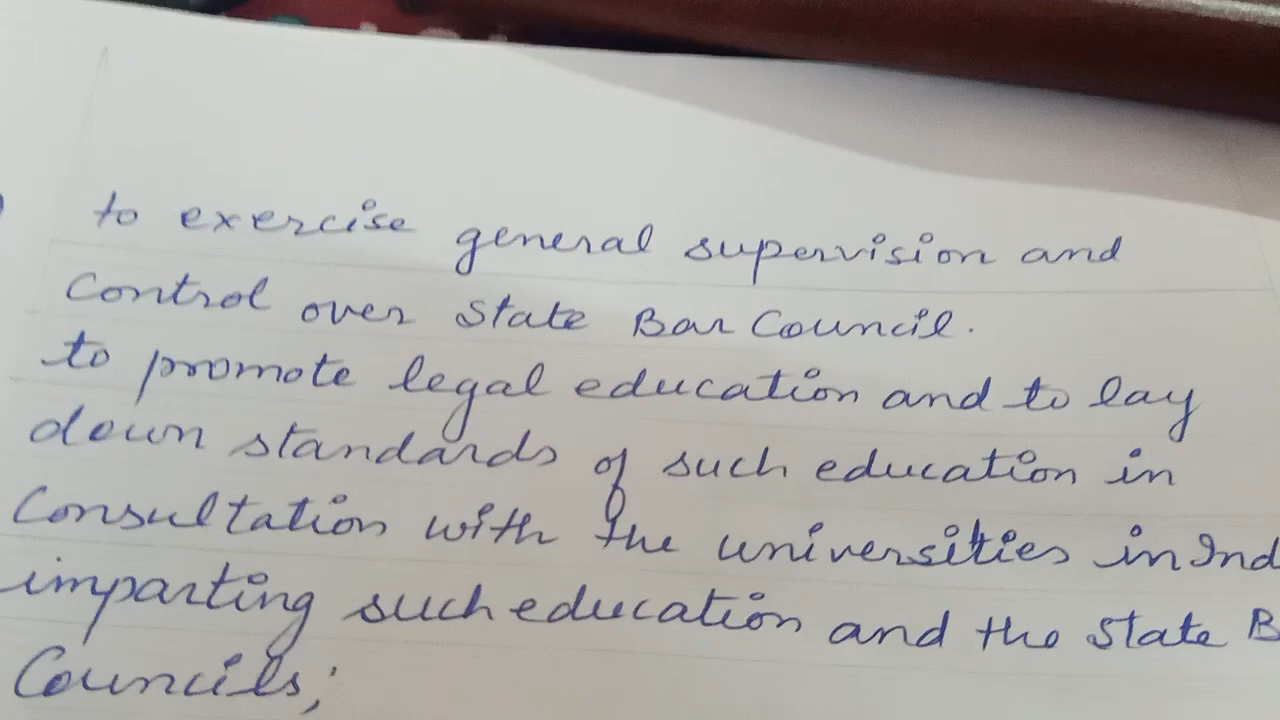 to exercise general supervision and
Control over State Bar Council.
to promote legal education and to lay
down standards of such education in
Consultation with the universities in Ind
imparting such education and the State B
Councils;